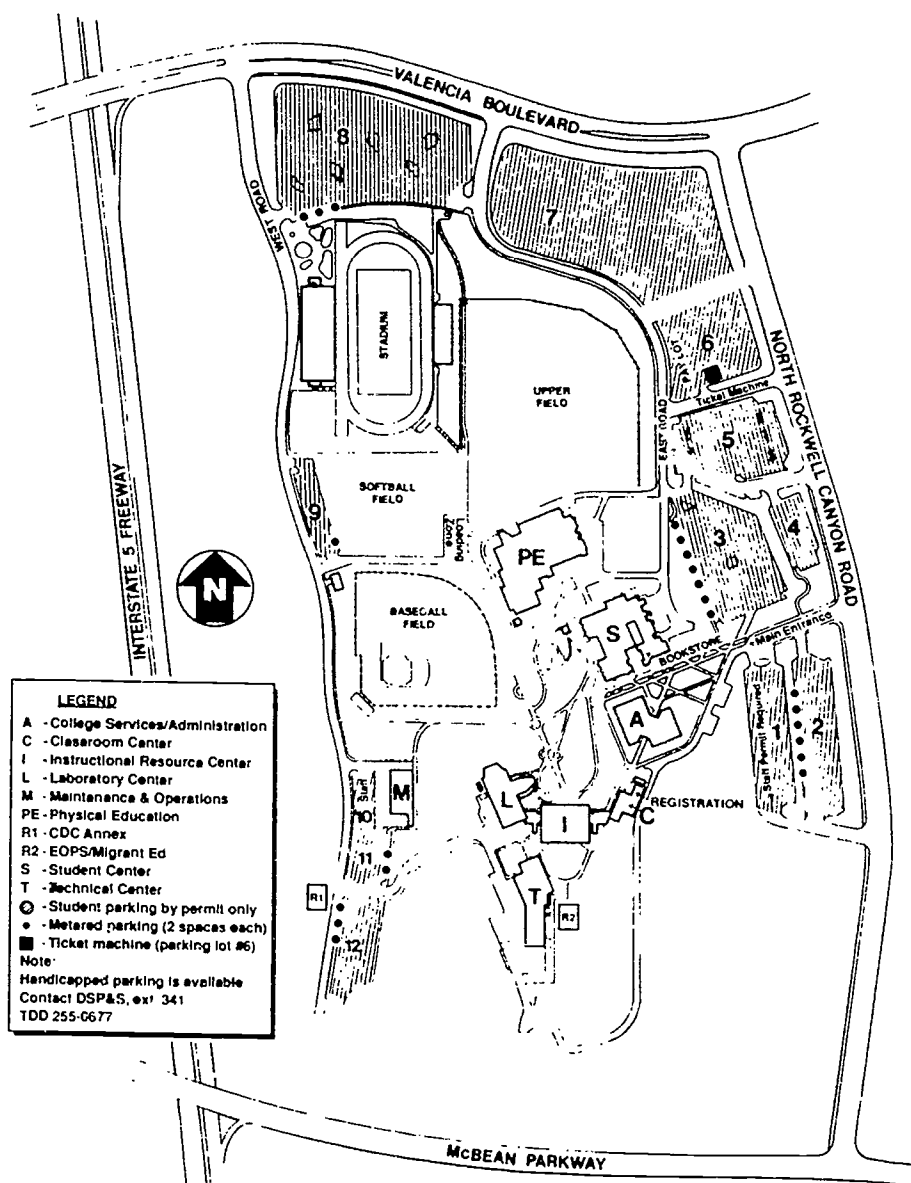 VALENCIA BOULEVARD
8
7
WEST ROAD
STADIUM
UPPER
FIELD
6
PAY LOT
Ticket Machine
NORTH ROCKWELL CANYON ROAD
EAST ROAD
5
SOFTBALL
FIELD
9
Loading
Zone
INTERSTATE 5 FREEWAY
N
PE
3
4
BASEBALL
FIELD
S
BOOKSTORE
Main Entrance
A
Staff Permit Required
1
2
LEGEND
A - College Services/Administration
C - Classroom Center
I - Instructional Resource Center
L - Laboratory Center
M - Maintenance & Operations
PE - Physical Education
R1 - CDC Annex
R2 - EOPS/Migrant Ed
S - Student Center
T - Technical Center
- Student parking by permit only
• - Metered parking (2 spaces each)
■ - Ticket machine (parking lot #6)
Note:
Handicapped parking is available
Contact DSP&S, ext 341
TDD 255-0677
Staff
10
M
L
I
C
REGISTRATION
11
R1
T
R2
12
McBEAN PARKWAY